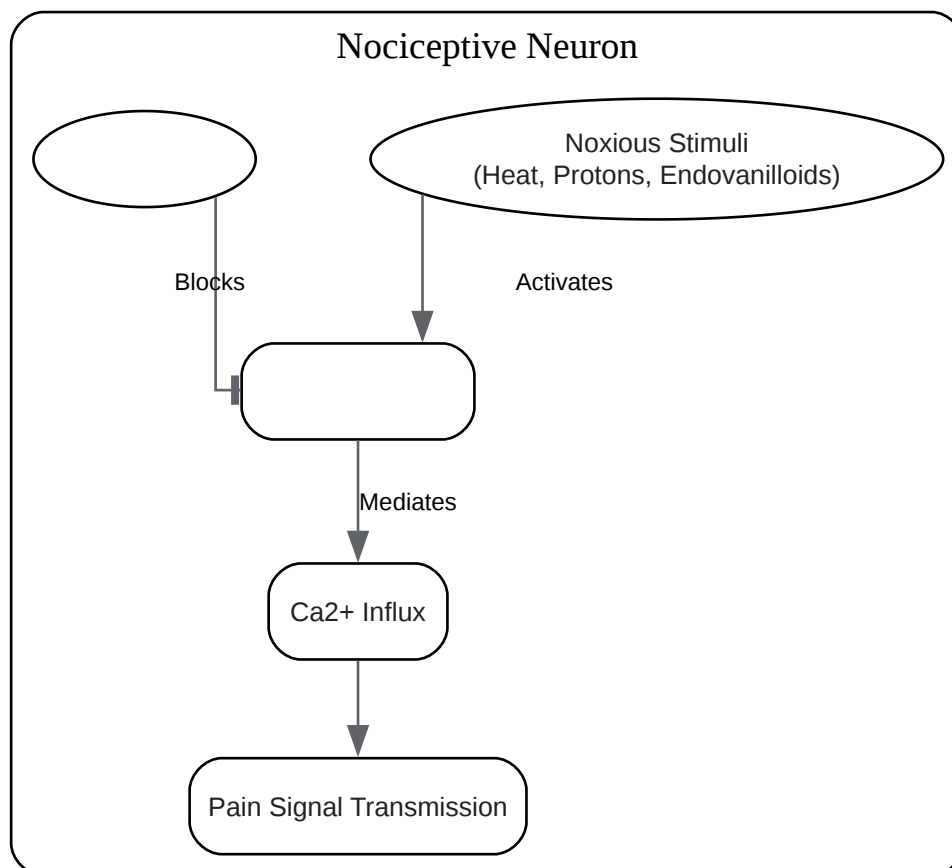 Nociceptive Neuron
Noxious Stimuli
(Heat, Protons, Endovanilloids)
Blocks
Activates
Mediates
Ca2+ Influx
Pain Signal Transmission